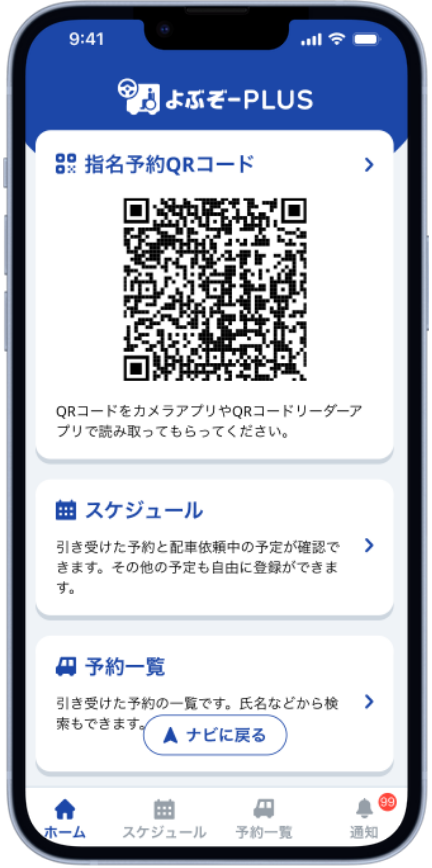 9:41
よぶぞーPLUS
指名予約QRコード
QRコードをカメラアプリやQRコードリーダーア
プリで読み取ってもらってください。
スケジュール
引き受けた予約と配車依頼中の予定が確認で
きます。その他の予定も自由に登録ができま
す。
予約一覧
引き受けた予約の一覧です。氏名などから検
索もできます。
ナビに戻る
99
ホーム
スケジュール
予約一覧
通知